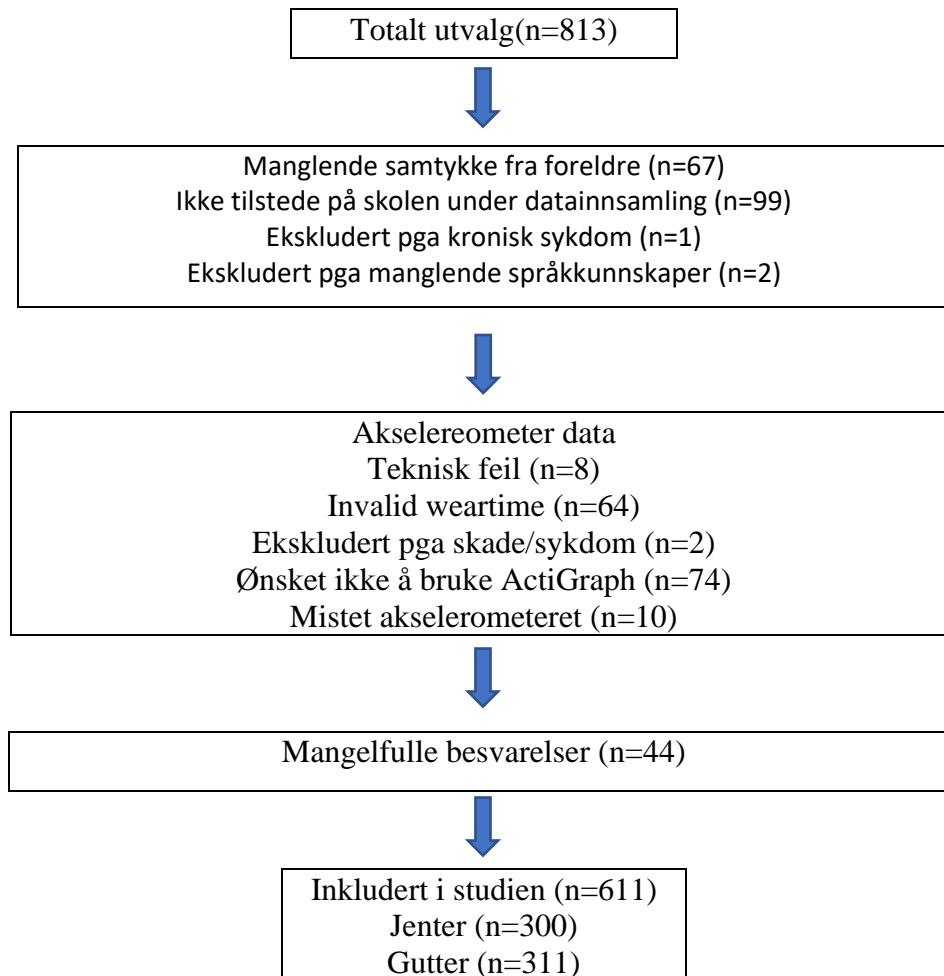 Totalt utvalg(n=813)
Manglende samtykke fra foreldre (n=67)
Ikke tilstede på skolen under datainnsamling (n=99)
Ekskludert pga kronisk sykdom (n=1)
Ekskludert pga manglende språkkunnskaper (n=2)
Akselereometer data
Teknisk feil (n=8)
Invalid weartime (n=64)
Ekskludert pga skade/sykdom (n=2)
Ønsket ikke å bruke ActiGraph (n=74)
Mistet akselerometeret (n=10)
Mangelfulle besvarelser (n=44)
Inkludert i studien (n=611)
Jenter (n=300)
Gutter (n=311)